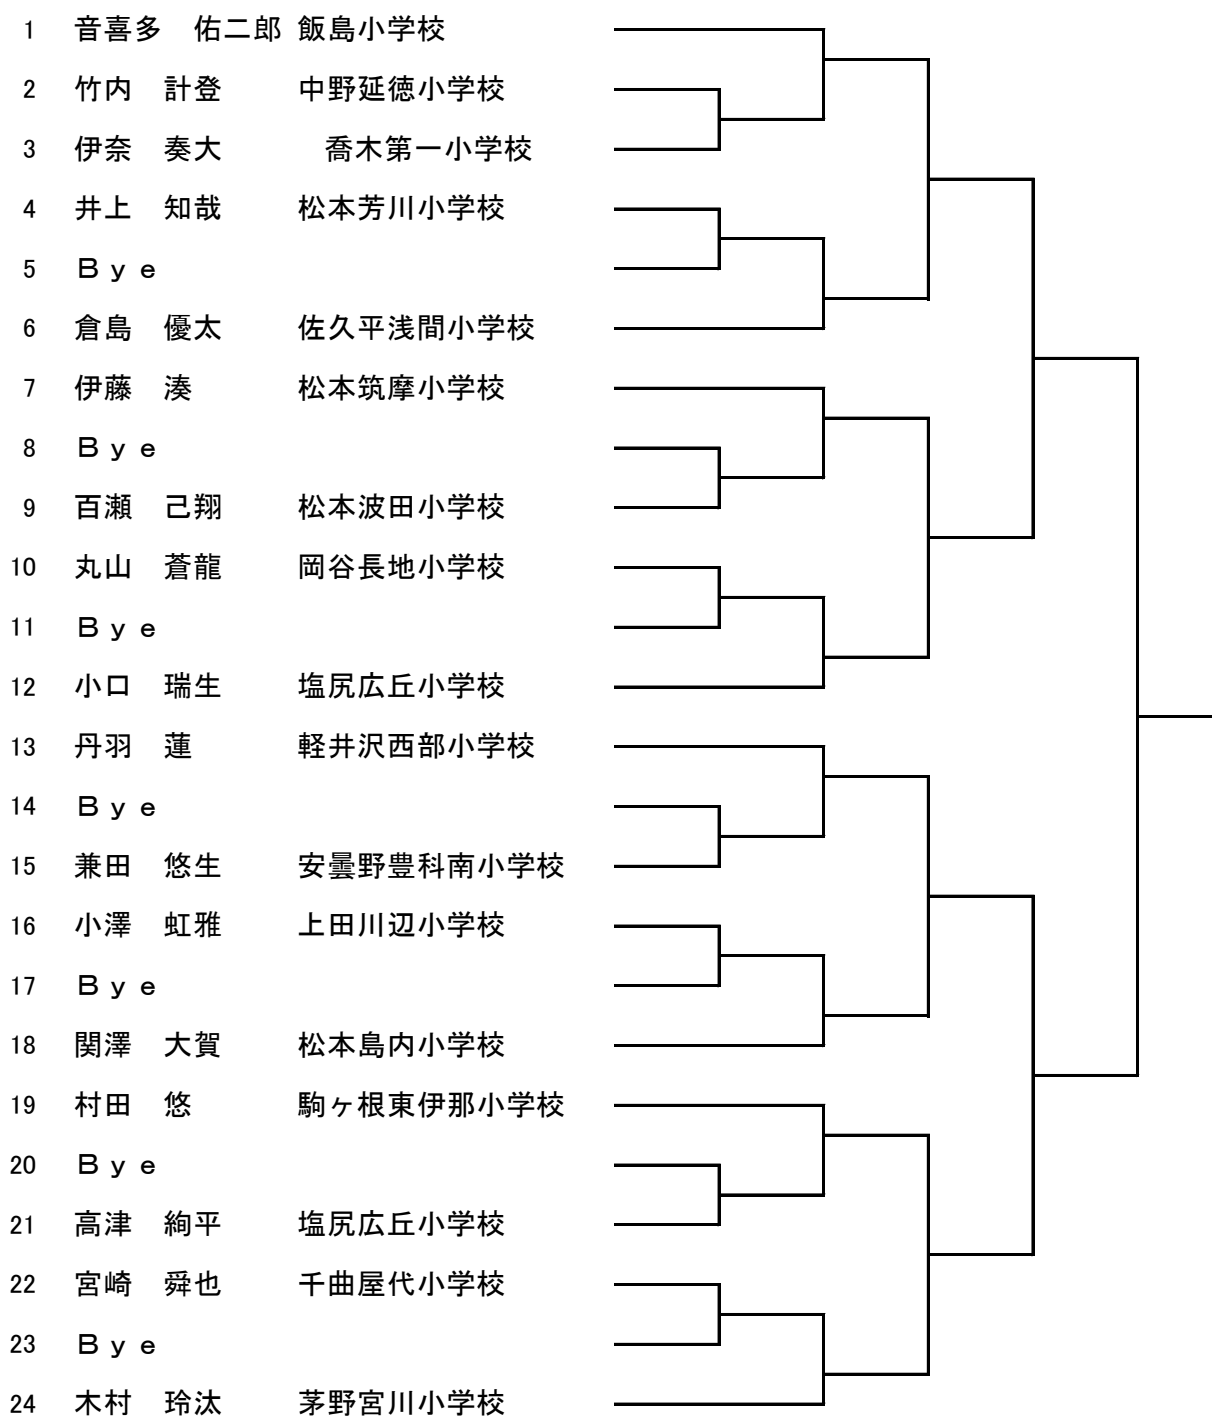 1 音喜多 佑二郎 飯島小学校
2 竹内 計登 中野延徳小学校
3 伊奈 奏大 喬木第一小学校
4 井上 知哉 松本芳川小学校
5 Bye
6 倉島 優太 佐久平浅間小学校
7 伊藤 湊 松本筑摩小学校
8 Bye
9 百瀬 己翔 松本波田小学校
10 丸山 蒼龍 岡谷長地小学校
11 Bye
12 小口 瑞生 塩尻広丘小学校
13 丹羽 蓮 軽井沢西部小学校
14 Bye
15 兼田 悠生 安曇野豊科南小学校
16 小澤 虹雅 上田川辺小学校
17 Bye
18 関澤 大賀 松本島内小学校
19 村田 悠 駒ヶ根東伊那小学校
20 Bye
21 高津 絢平 塩尻広丘小学校
22 宮崎 舜也 千曲屋代小学校
23 Bye
24 木村 玲汰 茅野宮川小学校